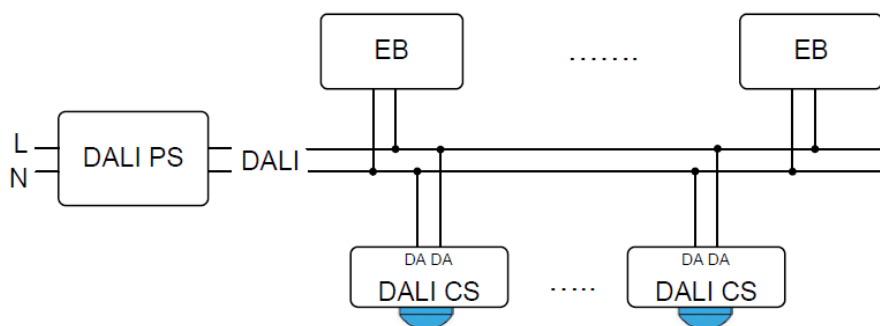 EB ....... EB
L
N
DALI PS
DALI
DA DA
DALI CS
.....
DA DA
DALI CS